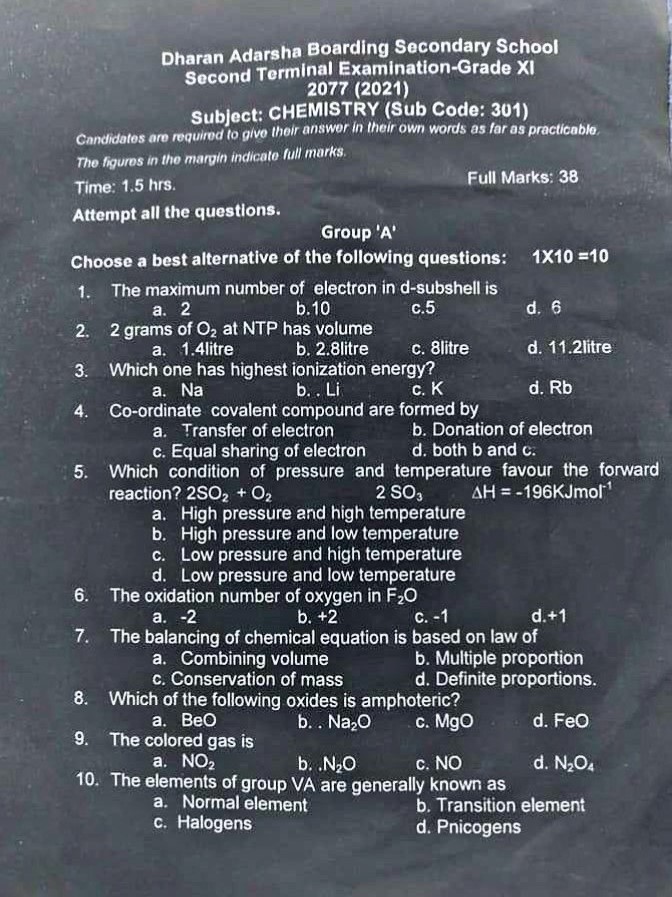 Dharan Adarsha Boarding Secondary School
Second Terminal Examination-Grade XI
2077 (2021)
Subject: CHEMISTRY (Sub Code: 301)
Candidates are required to give their answer in their own words as far as practicable.
The figures in the margin indicate full marks.
Time: 1.5 hrs. Full Marks: 38
Attempt all the questions.
Group 'A'
Choose a best alternative of the following questions: 1X10 =10
1. The maximum number of electron in d-subshell is
a. 2 b.10 c.5 d. 6
2. 2 grams of O₂ at NTP has volume
a. 1.4litre b. 2.8litre c. 8litre d. 11.2litre
3. Which one has highest ionization energy?
a. Na b. . Li c. K d. Rb
4. Co-ordinate covalent compound are formed by
a. Transfer of electron b. Donation of electron
c. Equal sharing of electron d. both b and c.
5. Which condition of pressure and temperature favour the forward
reaction? 2SO₂ + O₂ 2 SO₃ ΔH = -196KJmol⁻¹
a. High pressure and high temperature
b. High pressure and low temperature
c. Low pressure and high temperature
d. Low pressure and low temperature
6. The oxidation number of oxygen in F₂O
a. -2 b. +2 c. -1 d.+1
7. The balancing of chemical equation is based on law of
a. Combining volume b. Multiple proportion
c. Conservation of mass d. Definite proportions.
8. Which of the following oxides is amphoteric?
a. BeO b. . Na₂O c. MgO d. FeO
9. The colored gas is
a. NO₂ b. .N₂O c. NO d. N₂O₄
10. The elements of group VA are generally known as
a. Normal element b. Transition element
c. Halogens d. Pnicogens